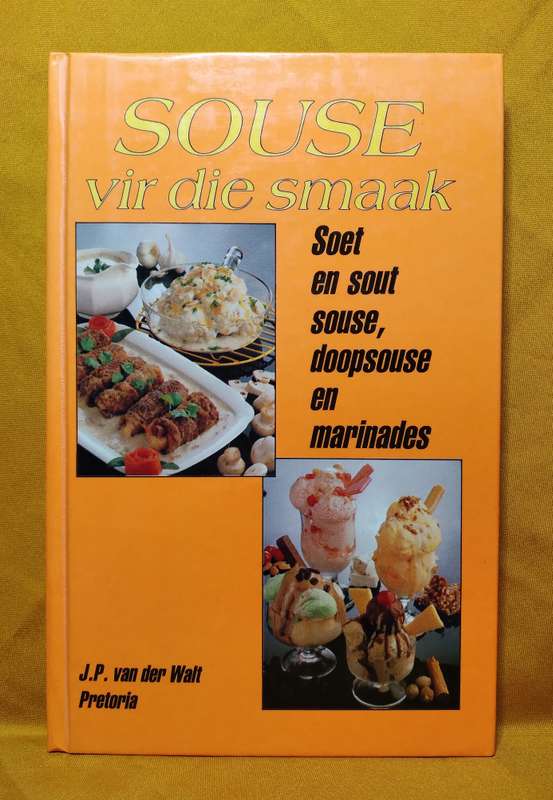 SOUSE
vir die smaak
Soet
en sout
souse,
doopsouse
en
marinades
J.P. van der Walt
Pretoria